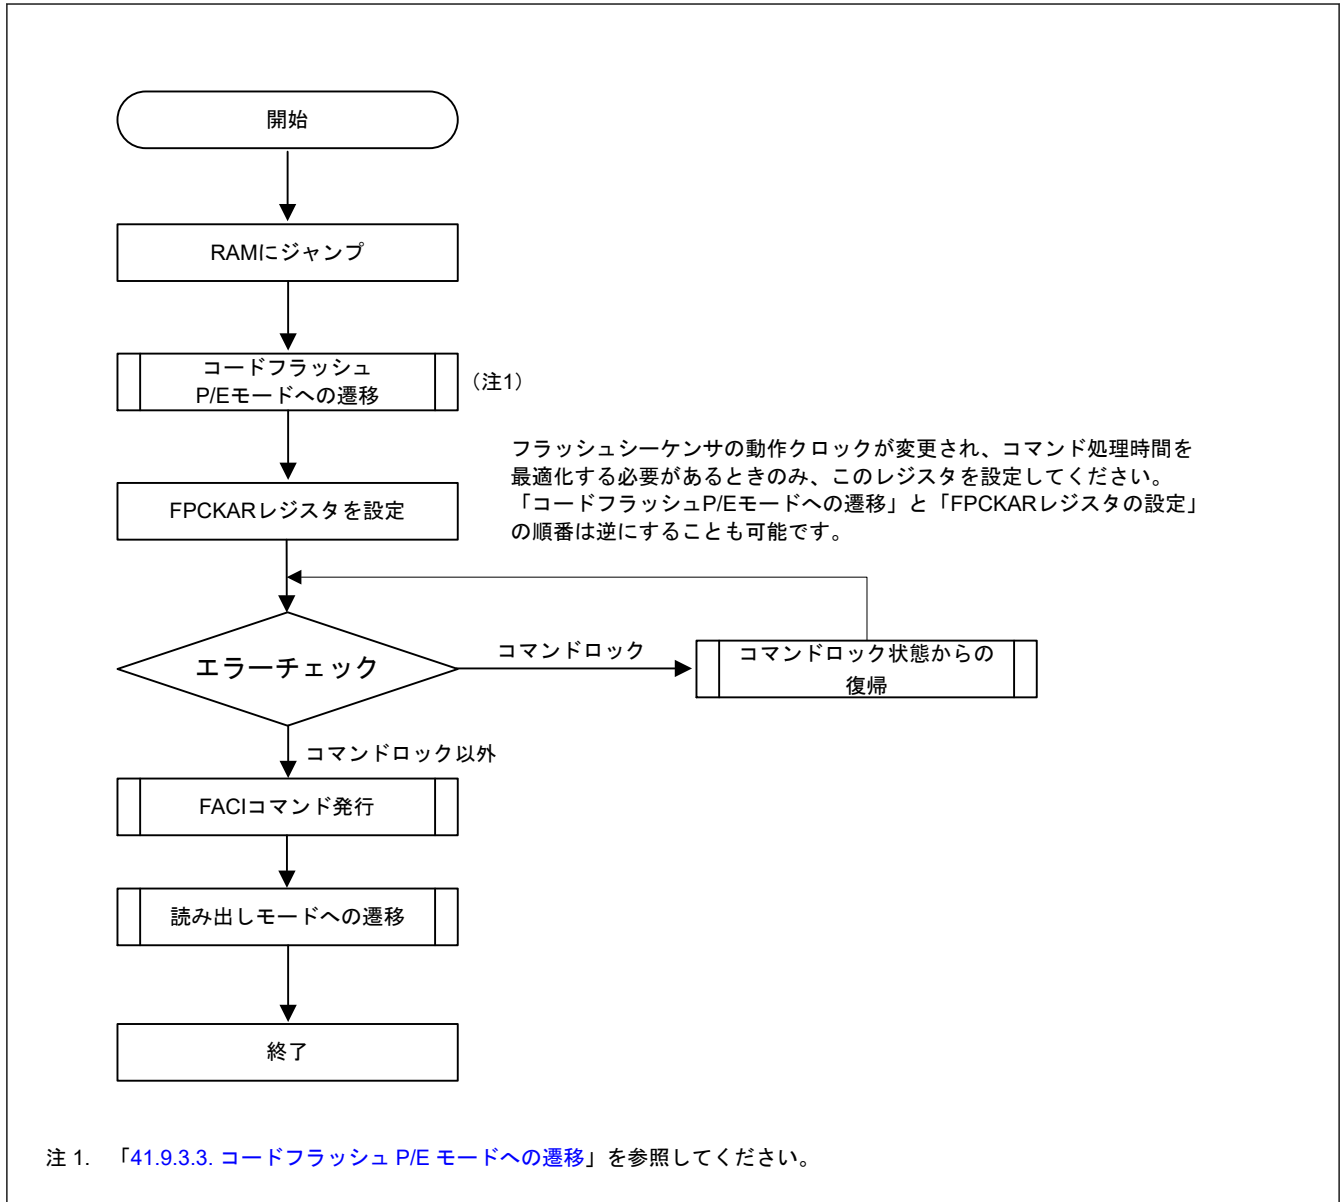 開始
RAMにジャンプ
コードフラッシュ
P/Eモードへの遷移
（注1）
フラッシュシーケンサの動作クロックが変更され、コマンド処理時間を
最適化する必要があるときのみ、このレジスタを設定してください。
「コードフラッシュP/Eモードへの遷移」と「FPCKARレジスタの設定」
の順番は逆にすることも可能です。
FPCKARレジスタを設定
エラーチェック
コマンドロック
コマンドロック状態からの
復帰
コマンドロック以外
FACIコマンド発行
読み出しモードへの遷移
終了
注 1. 「41.9.3.3. コードフラッシュ P/E モードへの遷移」を参照してください。